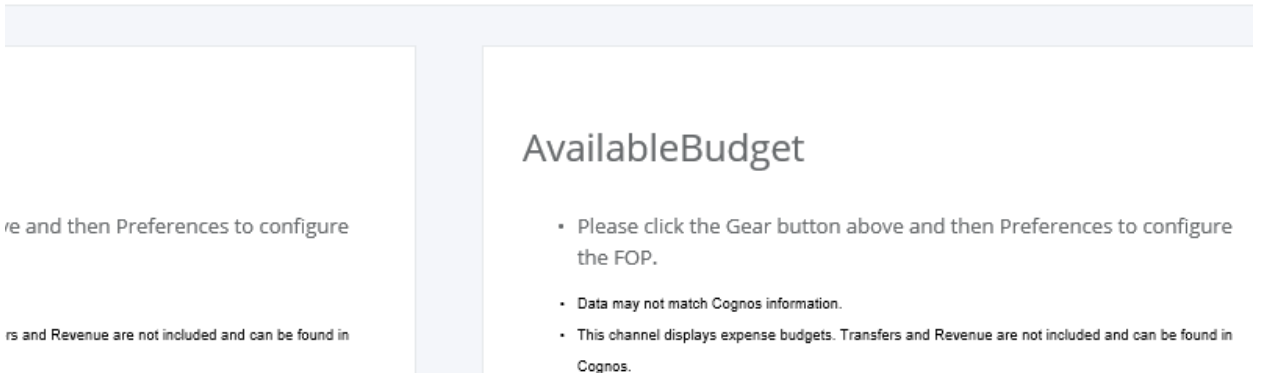 AvailableBudget
and then Preferences to configure
• Please click the Gear button above and then Preferences to configure
the FOP.
• Data may not match Cognos information.
and Revenue are not included and can be found in
• This channel displays expense budgets. Transfers and Revenue are not included and can be found in
Cognos.